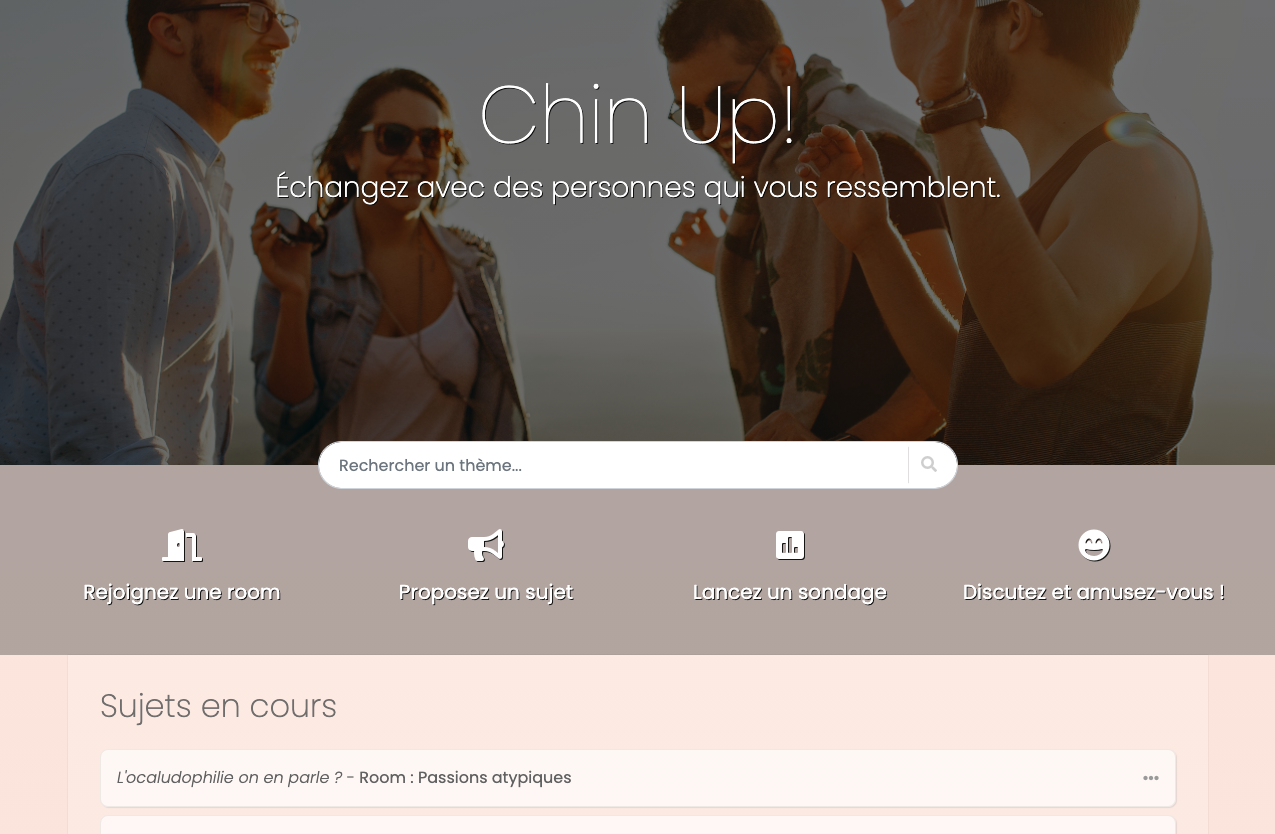 Chin Up!
Échangez avec des personnes qui vous ressemblent.
Rechercher un thème...
Rejoignez une room
Proposez un sujet
Lancez un sondage
Discutez et amusez-vous !
Sujets en cours
L'ocaludophilie on en parle ? - Room : Passions atypiques